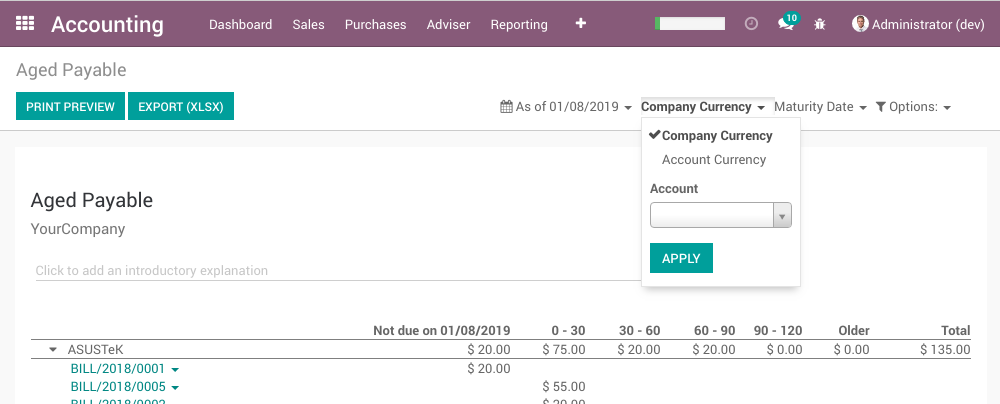 Accounting Dashboard Sales Purchases Adviser Reporting 10 Administrator (dev)
Aged Payable
PRINT PREVIEW EXPORT (XLSX) As of 01/08/2019 Company Currency Maturity Date Options:
Company Currency
Account Currency
Account
APPLY
Aged Payable
YourCompany
Click to add an introductory explanation
Not due on 01/08/2019 0 - 30 30 - 60 60 - 90 90 - 120 Older Total
ASUSTeK $ 20.00 $ 75.00 $ 20.00 $ 20.00 $ 0.00 $ 0.00 $ 135.00
BILL/2018/0001 $ 20.00
BILL/2018/0005 $ 55.00